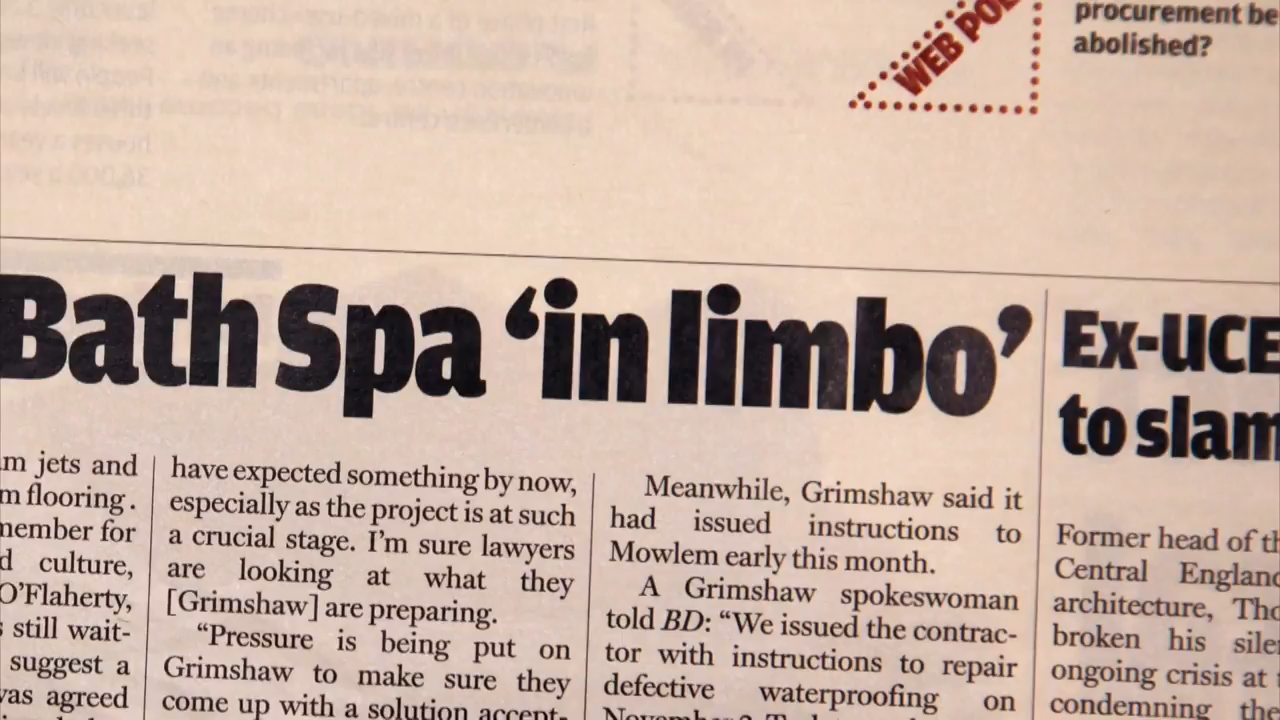 procurement be
abolished?
WEB
Bath Spa ‘in limbo’
m jets and
m flooring.
member for
d culture,
O’Flaherty,
still wait-
suggest a
was agreed
have expected something by now,
especially as the project is at such
a crucial stage. I’m sure lawyers
are looking at what they
[Grimshaw] are preparing.
“Pressure is being put on
Grimshaw to make sure they
come up with a solution accept-
Meanwhile, Grimshaw said it
had issued instructions to
Mowlem early this month.
A Grimshaw spokeswoman
told BD: “We issued the contrac-
tor with instructions to repair
defective waterproofing on
Ex-UCE
to slam
Former head of th
Central England
architecture, Tho
broken his siler
ongoing crisis at
condemning the